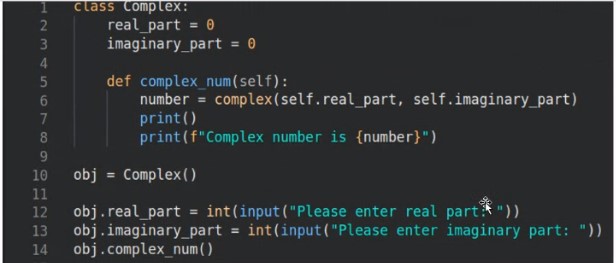 1 class Complex:
2     real_part = 0
3     imaginary_part = 0
4
5     def complex_num(self):
6         number = complex(self.real_part, self.imaginary_part)
7         print()
8         print(f"Complex number is {number}")
9
10 obj = Complex()
11
12 obj.real_part = int(input("Please enter real part: "))
13 obj.imaginary_part = int(input("Please enter imaginary part: "))
14 obj.complex_num()